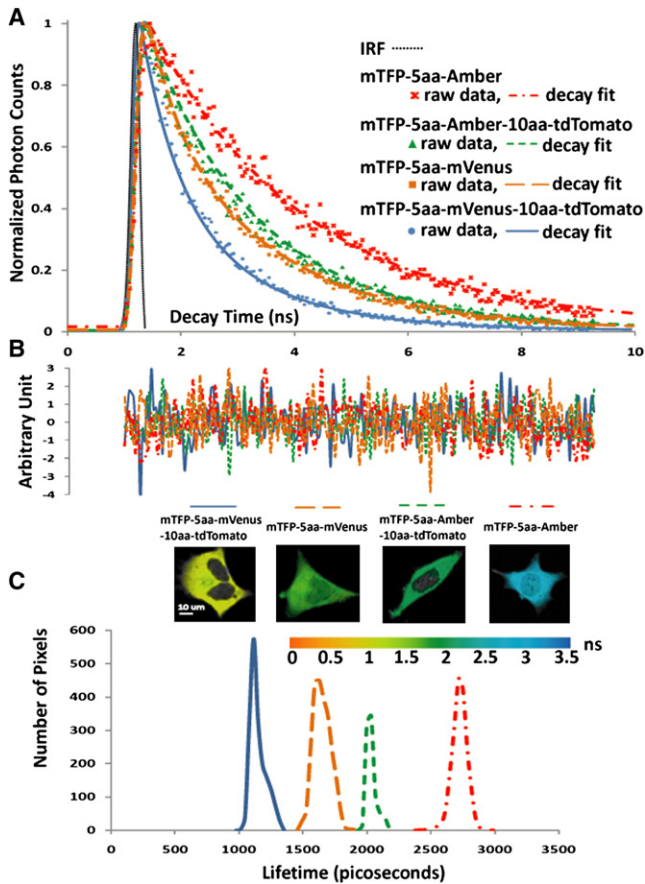 A
Normalized Photon Counts
1
0.8
0.6
0.4
0.2
0
IRF
mTFP-5aa-Amber
raw data, decay fit
mTFP-5aa-Amber-10aa-tdTomato
raw data, decay fit
mTFP-5aa-mVenus
raw data, decay fit
mTFP-5aa-mVenus-10aa-tdTomato
raw data, decay fit
Decay Time (ns)
0 2 4 6 8 10
B
Arbitrary Unit
3
2
1
0
-1
-2
-3
-4
mTFP-5aa-mVenus
-10aa-tdTomato
mTFP-5aa-mVenus
mTFP-5aa-Amber
-10aa-tdTomato
mTFP-5aa-Amber
10 um
C
Number of Pixels
600
500
400
300
200
100
0
0 0.5 1 1.5 2 2.5 3 3.5 ns
0 500 1000 1500 2000 2500 3000 3500
Lifetime (picoseconds)